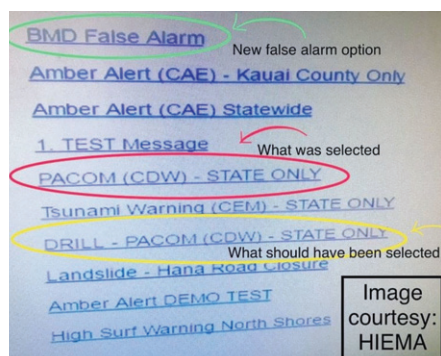 BMD False Alarm
New false alarm option
Amber Alert (CAE) - Kauai County Only
Amber Alert (CAE) Statewide
1. TEST Message
What was selected
PACOM (CDW) - STATE ONLY
Tsunami Warning (CEM) - STATE ONLY
DRILL - PACOM (CDW) - STATE ONLY
What should have been selected
Landslide - Hana Road Closure
Amber Alert DEMO TEST
High Surf Warning North Shores
Image
courtesy:
HIEMA